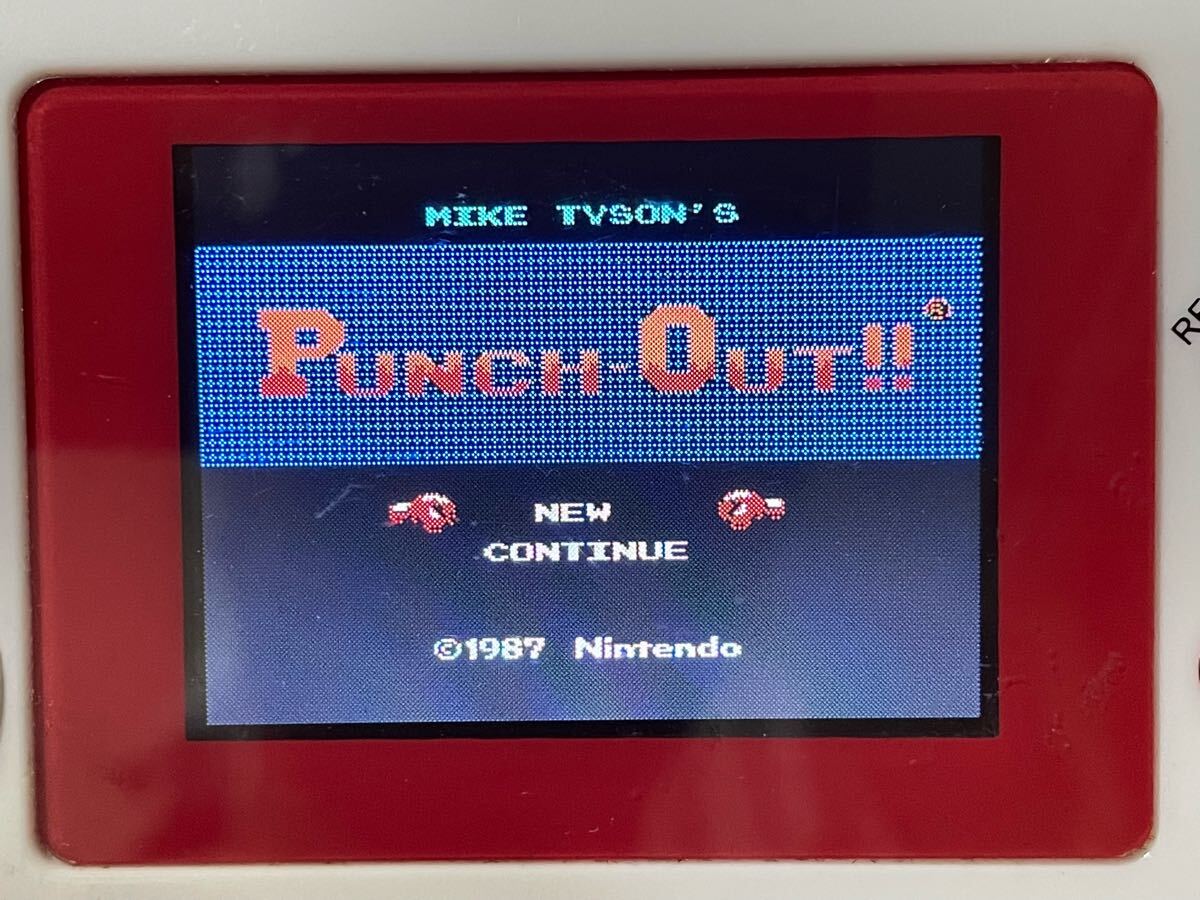 MIKE TYSON'S
PUNCH-OUT!!®
NEW
CONTINUE
©1987 Nintendo